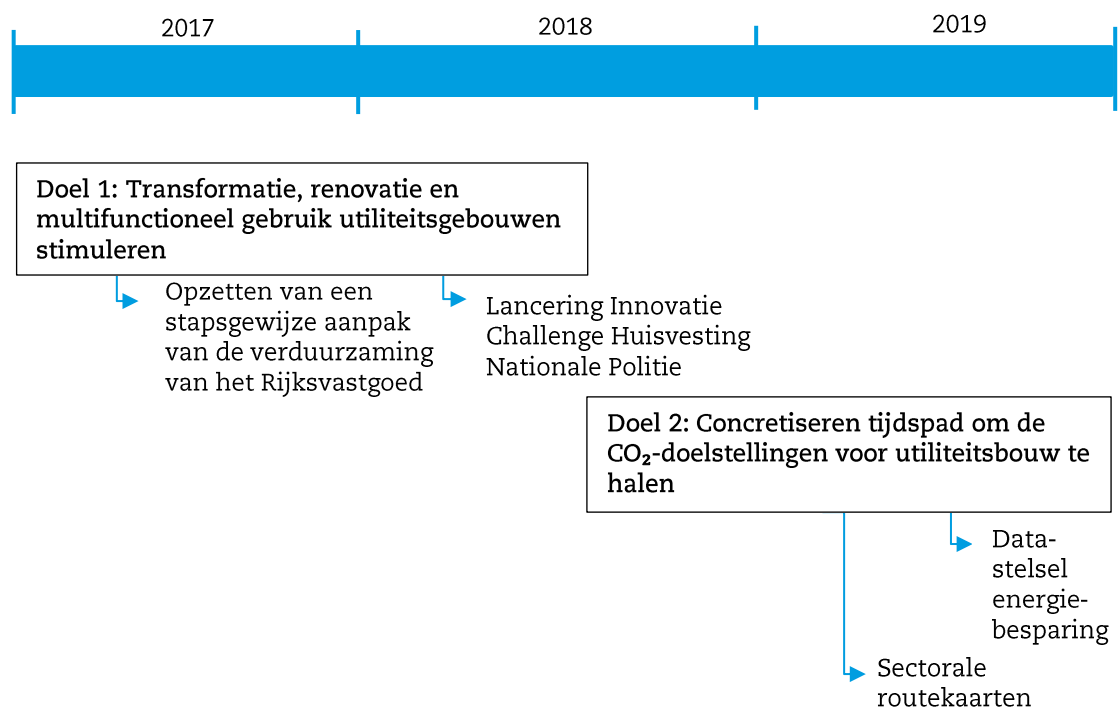 2017
2018
2019
Doel 1: Transformatie, renovatie en
multifunctioneel gebruik utiliteitsgebouwen
stimuleren
Opzetten van een
stapsgewijze aanpak
van de verduurzaming
van het Rijksvastgoed
Lancering Innovatie
Challenge Huisvesting
Nationale Politie
Doel 2: Concretiseren tijdspad om de
CO₂-doelstellingen voor utiliteitsbouw te
halen
Data-
stelsel
energie-
besparing
Sectorale
routekaarten